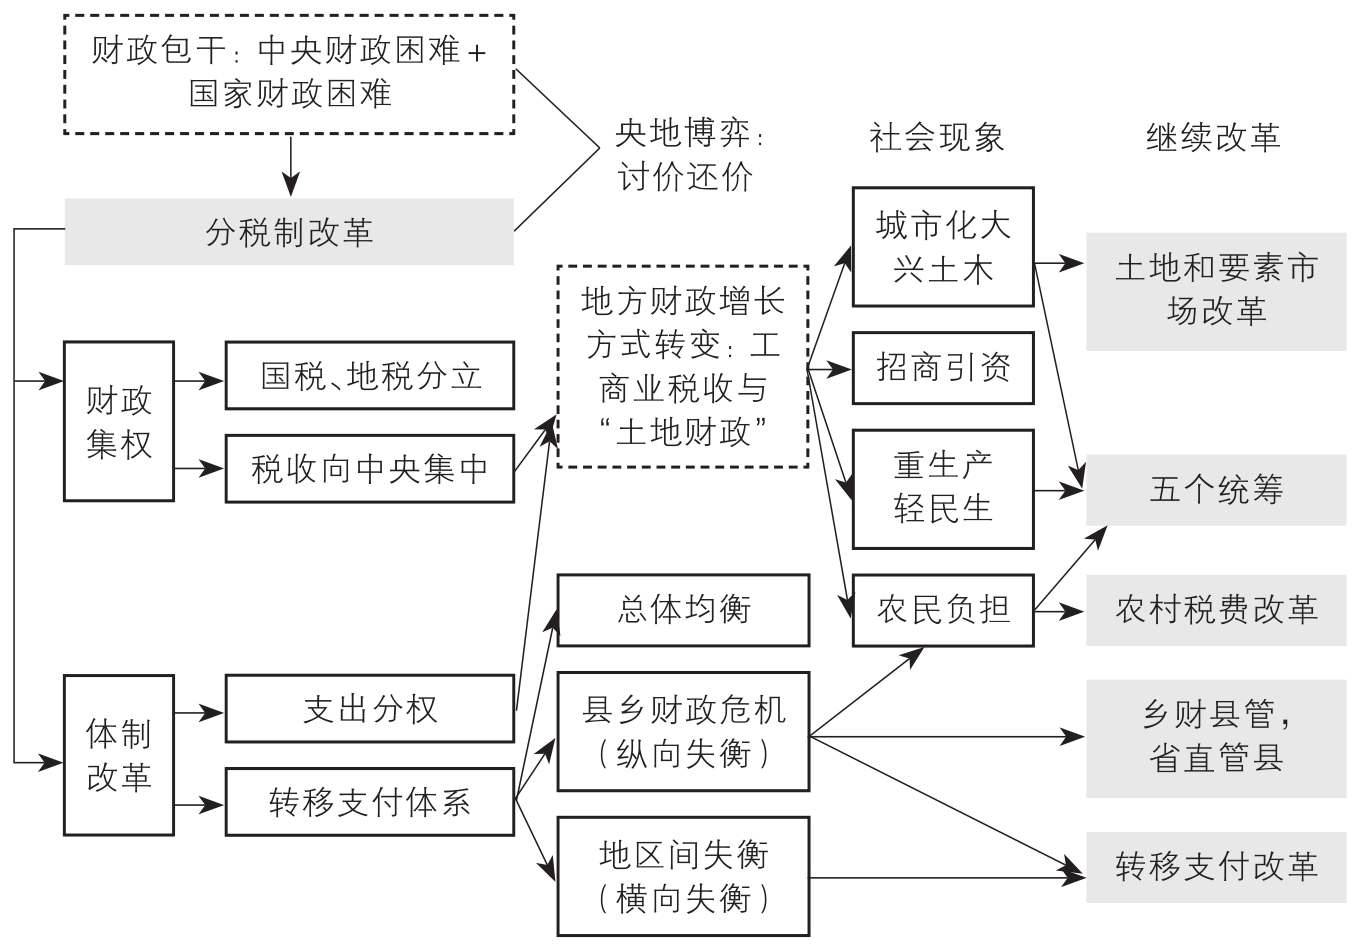 财政包干：中央财政困难+
国家财政困难
分税制改革
央地博弈：
讨价还价
社会现象
继续改革
财政
集权
国税、地税分立
税收向中央集中
地方财政增长
方式转变：工
商业税收与
“土地财政”
城市化大
兴土木
招商引资
重生产
轻民生
农民负担
土地和要素市
场改革
五个统筹
农村税费改革
体制
改革
支出分权
转移支付体系
总体均衡
县乡财政危机
（纵向失衡）
地区间失衡
（横向失衡）
乡财县管，
省直管县
转移支付改革